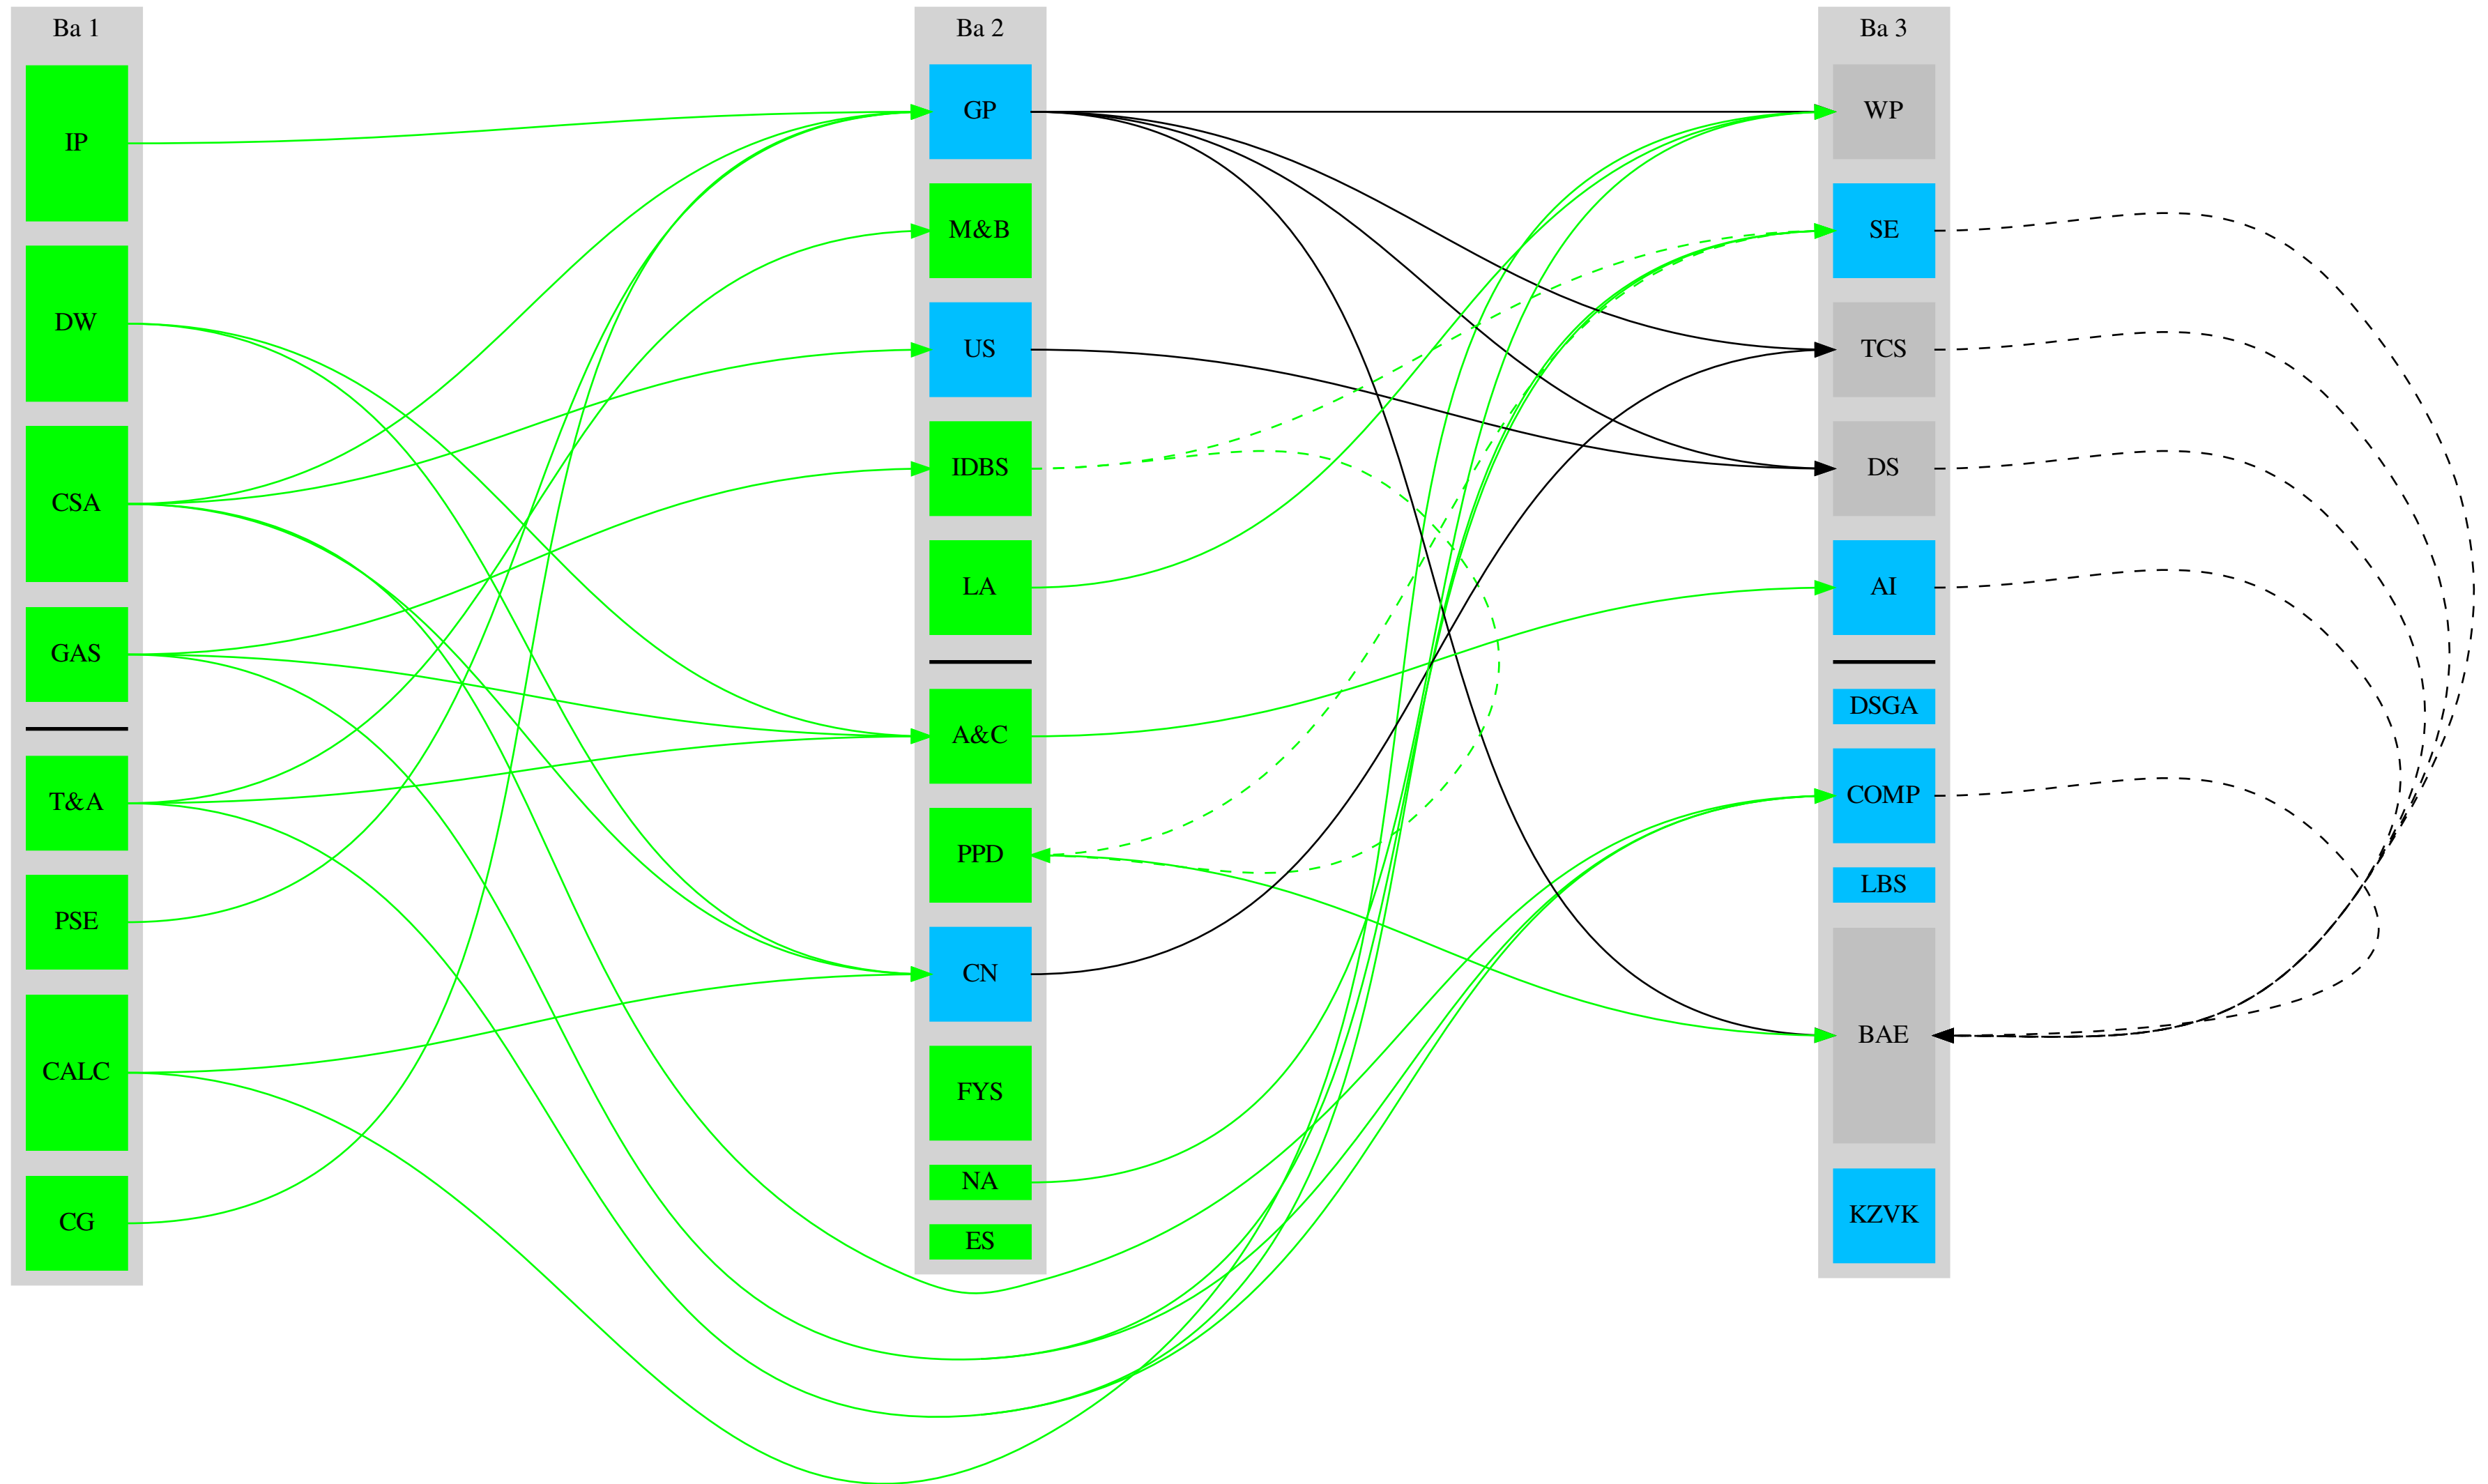 Ba 1
IP
DW
CSA
GAS
T&A
PSE
CALC
CG
Ba 2
GP
M&B
US
IDBS
LA
A&C
PPD
CN
FYS
NA
ES
Ba 3
WP
SE
TCS
DS
AI
DSGA
COMP
LBS
BAE
KZVK